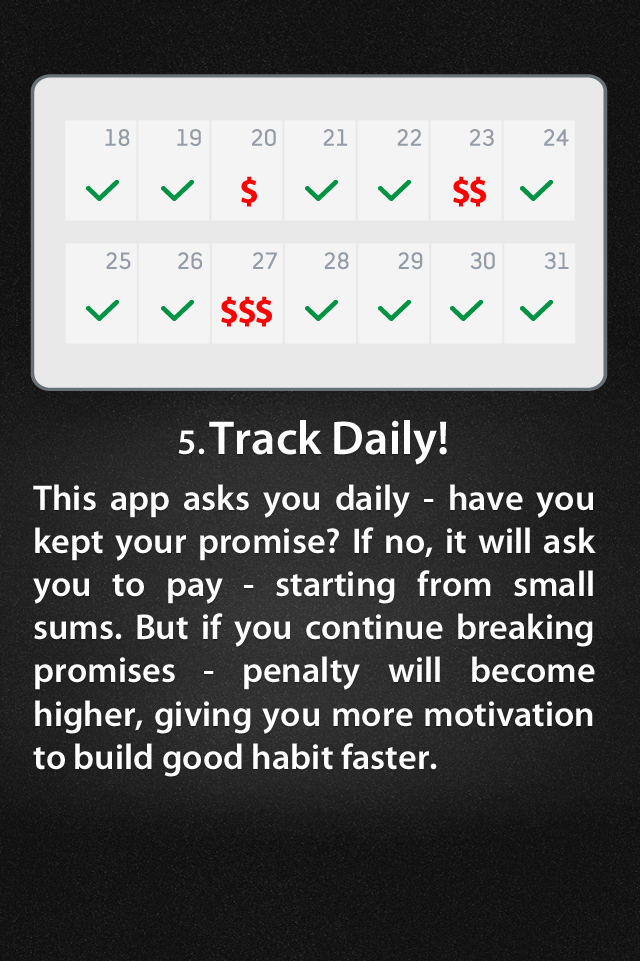 18 19 20 21 22 23 24
$ $$
25 26 27 28 29 30 31
$$$
5. Track Daily!
This app asks you daily - have you
kept your promise? If no, it will ask
you to pay - starting from small
sums. But if you continue breaking
promises - penalty will become
higher, giving you more motivation
to build good habit faster.